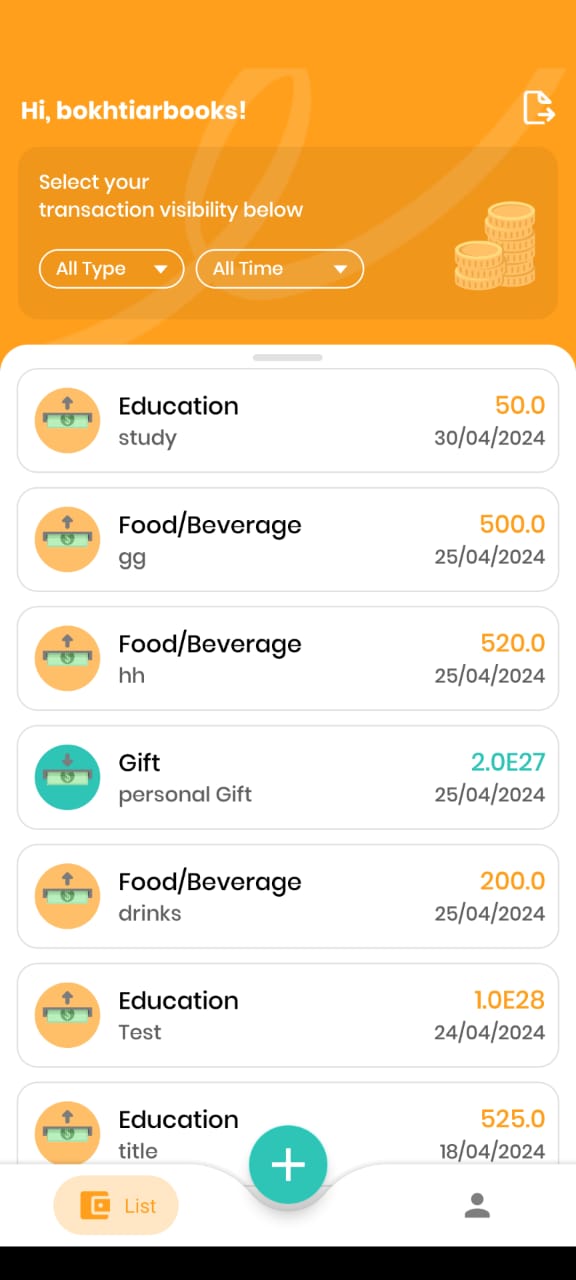 Hi, bokhtiarbooks!
Select your
transaction visibility below
All Type
All Time
Education
50.0
study
30/04/2024
Food/Beverage
500.0
gg
25/04/2024
Food/Beverage
520.0
hh
25/04/2024
Gift
2.0E27
personal Gift
25/04/2024
Food/Beverage
200.0
drinks
25/04/2024
Education
1.0E28
Test
24/04/2024
Education
525.0
title
18/04/2024
List